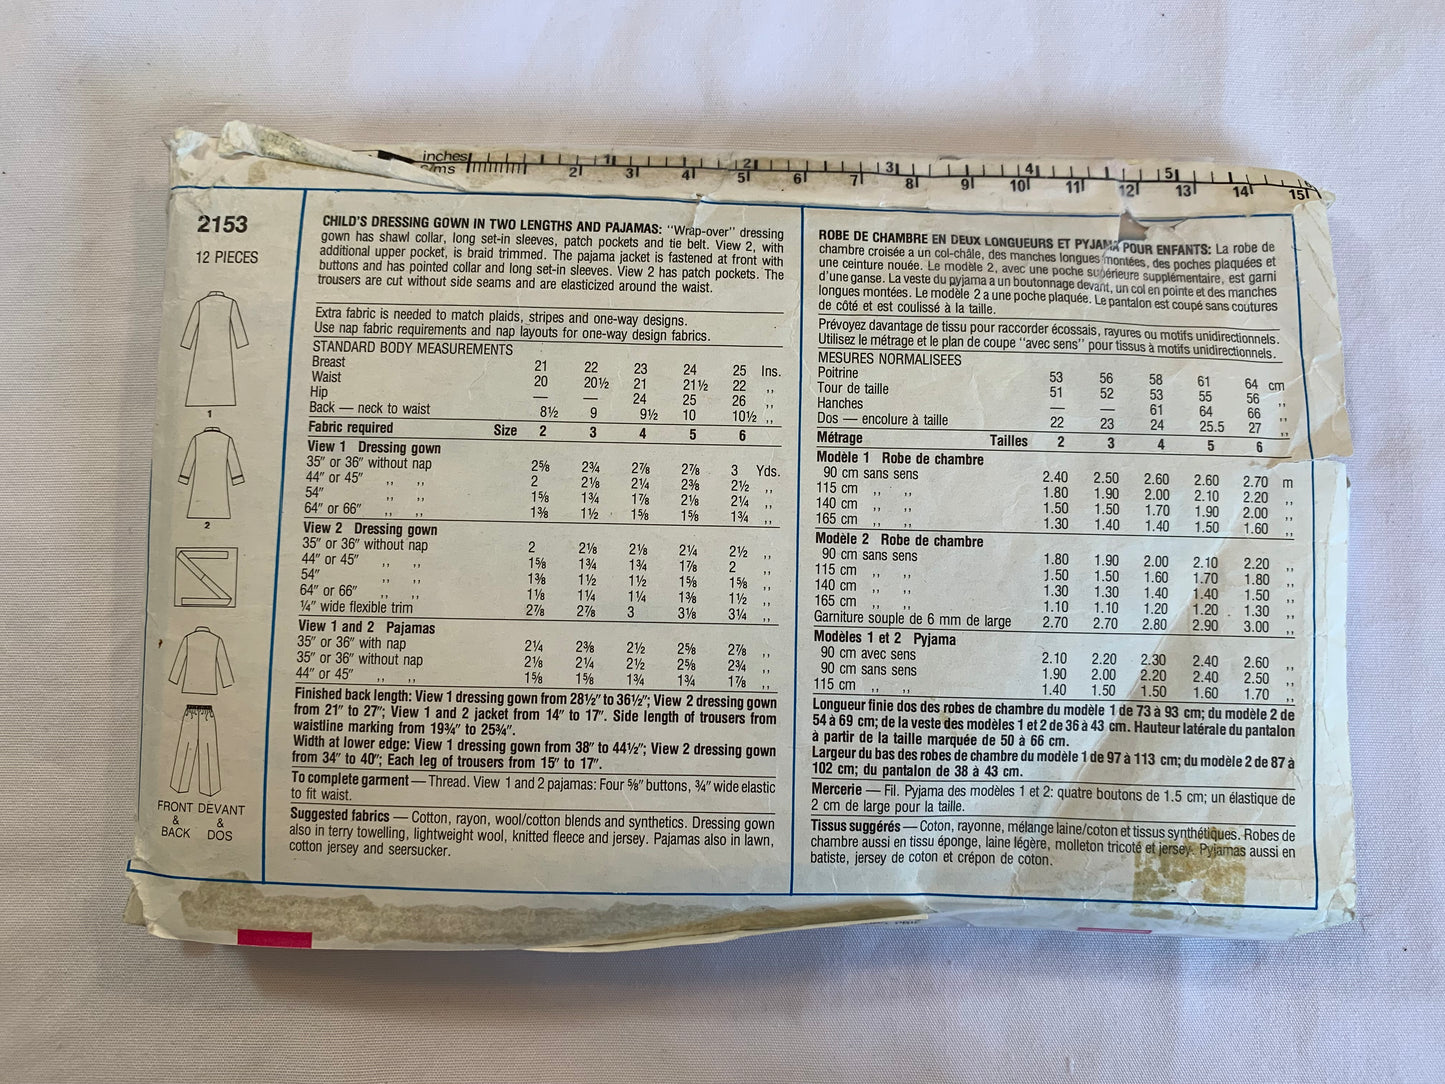 inches 1 2 3 4 5
c/ms 2 3 4 5 6 7 8 9 10 11 12 13 14 15
2153
12 PIECES
1
2
FRONT DEVANT
& &
BACK DOS
CHILD'S DRESSING GOWN IN TWO LENGTHS AND PAJAMAS: "Wrap-over" dressing
gown has shawl collar, long set-in sleeves, patch pockets and tie belt. View 2, with
additional upper pocket, is braid trimmed. The pajama jacket is fastened at front with
buttons and has pointed collar and long set-in sleeves. View 2 has patch pockets. The
trousers are cut without side seams and are elasticized around the waist.
Extra fabric is needed to match plaids, stripes and one-way designs.
Use nap fabric requirements and nap layouts for one-way design fabrics.
STANDARD BODY MEASUREMENTS
Breast 21 22 23 24 25 Ins.
Waist 20 20½ 21 21½ 22 ,,
Hip — — 24 25 26 ,,
Back — neck to waist 8½ 9 9½ 10 10½ ,,
Fabric required Size 2 3 4 5 6
View 1 Dressing gown
35" or 36" without nap 2⅝ 2¾ 2⅞ 2⅞ 3 Yds.
44" or 45" ,, ,, 2 2⅛ 2¼ 2⅜ 2½ ,,
54" ,, ,, 1⅝ 1¾ 1⅞ 2⅛ 2¼ ,,
64" or 66" ,, ,, 1⅜ 1½ 1⅝ 1⅝ 1¾ ,,
View 2 Dressing gown
35" or 36" without nap 2 2⅛ 2⅛ 2¼ 2½ ,,
44" or 45" ,, ,, 1⅝ 1¾ 1¾ 1⅞ 2 ,,
54" ,, ,, 1⅜ 1½ 1½ 1⅝ 1⅝ ,,
64" or 66" ,, ,, 1⅛ 1¼ 1¼ 1⅜ 1½ ,,
¼" wide flexible trim 2⅞ 2⅞ 3 3⅛ 3¼ ,,
View 1 and 2 Pajamas
35" or 36" with nap 2¼ 2⅜ 2½ 2⅝ 2⅞ ,,
35" or 36" without nap 2⅛ 2¼ 2½ 2⅝ 2¾ ,,
44" or 45" ,, ,, 1⅝ 1⅝ 1¾ 1¾ 1⅞ ,,
Finished back length: View 1 dressing gown from 28½" to 36½"; View 2 dressing gown
from 21" to 27"; View 1 and 2 jacket from 14" to 17". Side length of trousers from
waistline marking from 19¾" to 25¾".
Width at lower edge: View 1 dressing gown from 38" to 44½"; View 2 dressing gown
from 34" to 40"; Each leg of trousers from 15" to 17".
To complete garment — Thread. View 1 and 2 pajamas: Four ⅝" buttons, ¾" wide elastic
to fit waist.
Suggested fabrics — Cotton, rayon, wool/cotton blends and synthetics. Dressing gown
also in terry towelling, lightweight wool, knitted fleece and jersey. Pajamas also in lawn,
cotton jersey and seersucker.
ROBE DE CHAMBRE EN DEUX LONGUEURS ET PYJAMA POUR ENFANTS: La robe de
chambre croisée a un col-châle, des manches longues montées, des poches plaquées et
une ceinture nouée. Le modèle 2, avec une poche supérieure supplémentaire, est garni
d'une ganse. La veste du pyjama a un boutonnage devant, un col en pointe et des manches
longues montées. Le modèle 2 a une poche plaquée. Le pantalon est coupé sans coutures
de côté et est coulissé à la taille.
Prévoyez davantage de tissu pour raccorder écossais, rayures ou motifs unidirectionnels.
Utilisez le métrage et le plan de coupe "avec sens" pour tissus à motifs unidirectionnels.
MESURES NORMALISEES
Poitrine 53 56 58 61 64 cm
Tour de taille 51 52 53 55 56 ,,
Hanches — — 61 64 66 ,,
Dos — encolure à taille 22 23 24 25.5 27 ,,
Métrage Tailles 2 3 4 5 6
Modèle 1 Robe de chambre
90 cm sans sens 2.40 2.50 2.60 2.60 2.70 m
115 cm ,, ,, 1.80 1.90 2.00 2.10 2.20 ,,
140 cm ,, ,, 1.50 1.50 1.70 1.90 2.00 ,,
165 cm ,, ,, 1.30 1.40 1.40 1.50 1.60 ,,
Modèle 2 Robe de chambre
90 cm sans sens 1.80 1.90 2.00 2.10 2.20 ,,
115 cm ,, ,, 1.50 1.50 1.60 1.70 1.80 ,,
140 cm ,, ,, 1.30 1.30 1.40 1.40 1.50 ,,
165 cm ,, ,, 1.10 1.10 1.20 1.20 1.30 ,,
Garniture souple de 6 mm de large 2.70 2.70 2.80 2.90 3.00 ,,
Modèles 1 et 2 Pyjama
90 cm avec sens 2.10 2.20 2.30 2.40 2.60 ,,
90 cm sans sens 1.90 2.00 2.20 2.40 2.50 ,,
115 cm ,, ,, 1.40 1.50 1.50 1.60 1.70 ,,
Longueur finie dos des robes de chambre du modèle 1 de 73 à 93 cm; du modèle 2 de
54 à 69 cm; de la veste des modèles 1 et 2 de 36 à 43 cm. Hauteur latérale du pantalon
à partir de la taille marquée de 50 à 66 cm.
Largeur du bas des robes de chambre du modèle 1 de 97 à 113 cm; du modèle 2 de 87 à
102 cm; du pantalon de 38 à 43 cm.
Mercerie — Fil. Pyjama des modèles 1 et 2: quatre boutons de 1.5 cm; un élastique de
2 cm de large pour la taille.
Tissus suggérés — Coton, rayonne, mélange laine/coton et tissus synthétiques. Robes de
chambre aussi en tissu éponge, laine légère, molleton tricoté et jersey. Pyjamas aussi en
batiste, jersey de coton et crépon de coton.